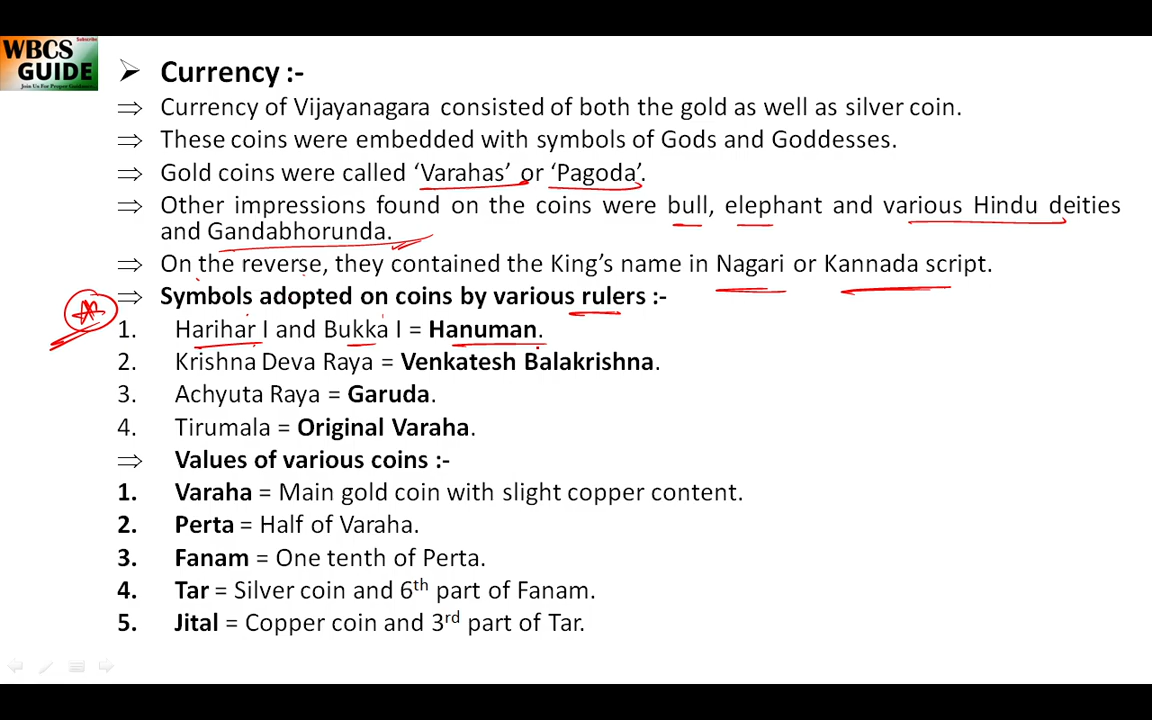 Subscribe
WBCS
GUIDE
Join Us For Proper Guidance
Currency :-
Currency of Vijayanagara consisted of both the gold as well as silver coin.
These coins were embedded with symbols of Gods and Goddesses.
Gold coins were called ‘Varahas’ or ‘Pagoda’.
Other impressions found on the coins were bull, elephant and various Hindu deities
and Gandabhorunda.
On the reverse, they contained the King’s name in Nagari or Kannada script.
Symbols adopted on coins by various rulers :-
1. Harihar I and Bukka I = Hanuman.
2. Krishna Deva Raya = Venkatesh Balakrishna.
3. Achyuta Raya = Garuda.
4. Tirumala = Original Varaha.
Values of various coins :-
1. Varaha = Main gold coin with slight copper content.
2. Perta = Half of Varaha.
3. Fanam = One tenth of Perta.
4. Tar = Silver coin and 6th part of Fanam.
5. Jital = Copper coin and 3rd part of Tar.